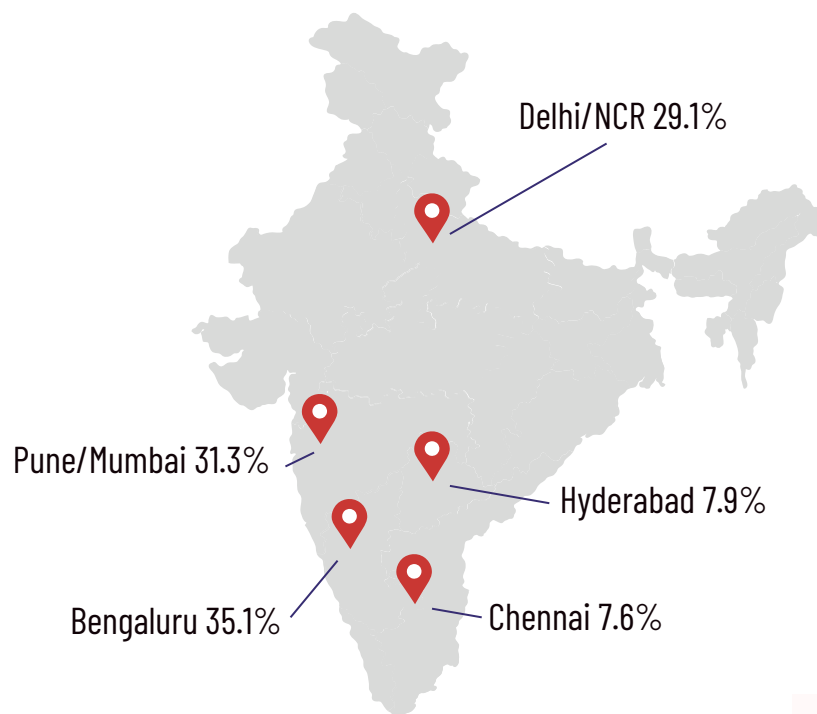 Delhi/NCR 29.1%
Pune/Mumbai 31.3%
Hyderabad 7.9%
Bengaluru 35.1%
Chennai 7.6%